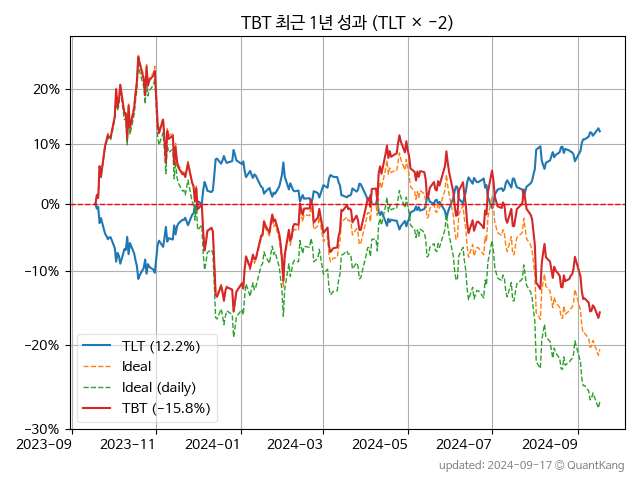 TBT 최근 1년 성과 (TLT × −2)
20%
10%
0%
−10%
−20%
−30%
TLT (12.2%)
Ideal
Ideal (daily)
TBT (−15.8%)
2023-09
2023-11
2024-01
2024-03
2024-05
2024-07
2024-09
updated: 2024-09-17 © QuantKang